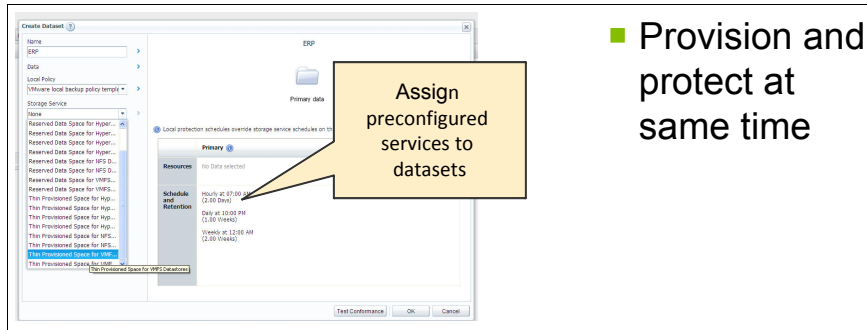 Create Dataset
Name
ERP
Data
Local Policy
VMware local backup policy templa
Storage Service
None
Reserved Data Space for Hyper...
Reserved Data Space for Hyper...
Reserved Data Space for Hyper...
Reserved Data Space for NFS D...
Reserved Data Space for NFS D...
Reserved Data Space for VMFS...
Reserved Data Space for VMFS...
Thin Provisioned Space for Hyp...
Thin Provisioned Space for Hyp...
Thin Provisioned Space for Hyp...
Thin Provisioned Space for Hyp...
Thin Provisioned Space for NFS...
Thin Provisioned Space for NFS...
Thin Provisioned Space for VMF...
Thin Provisioned Space for VMF...
Thin Provisioned Space for VMFS Datastores
ERP
Primary data
Local protection schedules override storage service schedules on th
Primary
Resources
No Data selected
Schedule and Retention
Hourly at 07:00 AM
(2.00 Days)
Daily at 10:00 PM
(1.00 Weeks)
Weekly at 12:00 AM
(2.00 Weeks)
Test Conformance
OK
Cancel
Assign
preconfigured
services to
datasets
Provision and
protect at
same time